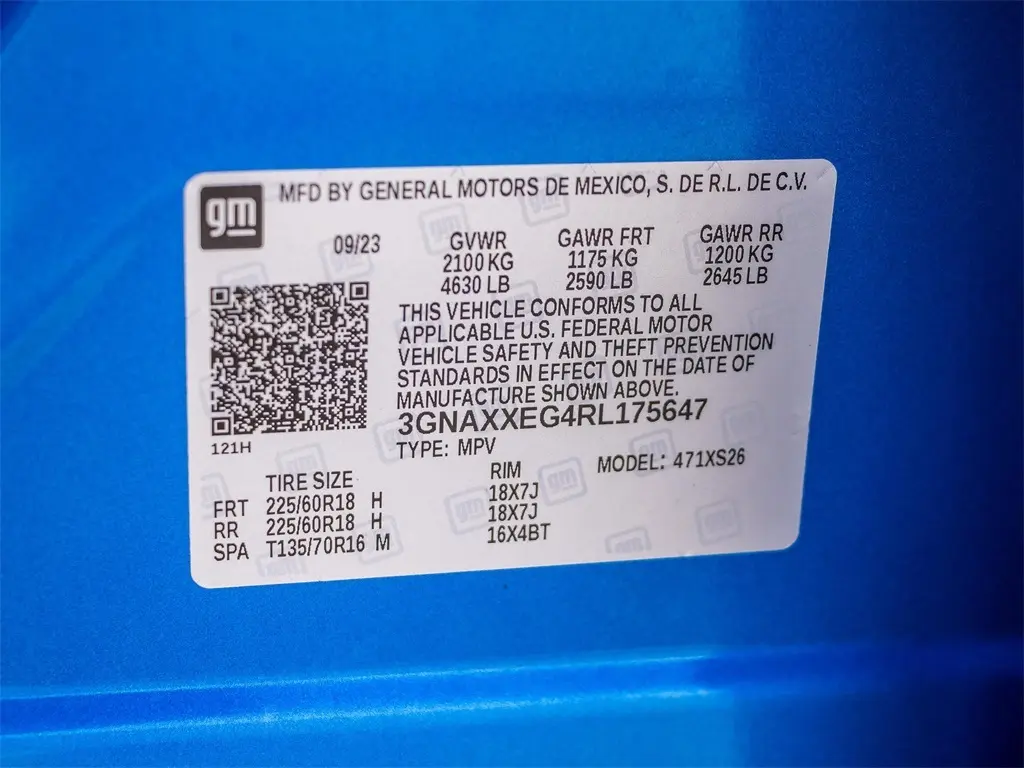 gm
MFD BY GENERAL MOTORS DE MEXICO, S. DE R.L. DE C.V.
09/23 GVWR GAWR FRT GAWR RR
2100 KG 1175 KG 1200 KG
4630 LB 2590 LB 2645 LB
THIS VEHICLE CONFORMS TO ALL
APPLICABLE U.S. FEDERAL MOTOR
VEHICLE SAFETY AND THEFT PREVENTION
STANDARDS IN EFFECT ON THE DATE OF
MANUFACTURE SHOWN ABOVE.
3GNAXXEG4RL175647
121H
TYPE: MPV
MODEL: 471XS26
TIRE SIZE RIM
FRT 225/60R18 H 18X7J
RR 225/60R18 H 18X7J
SPA T135/70R16 M 16X4BT